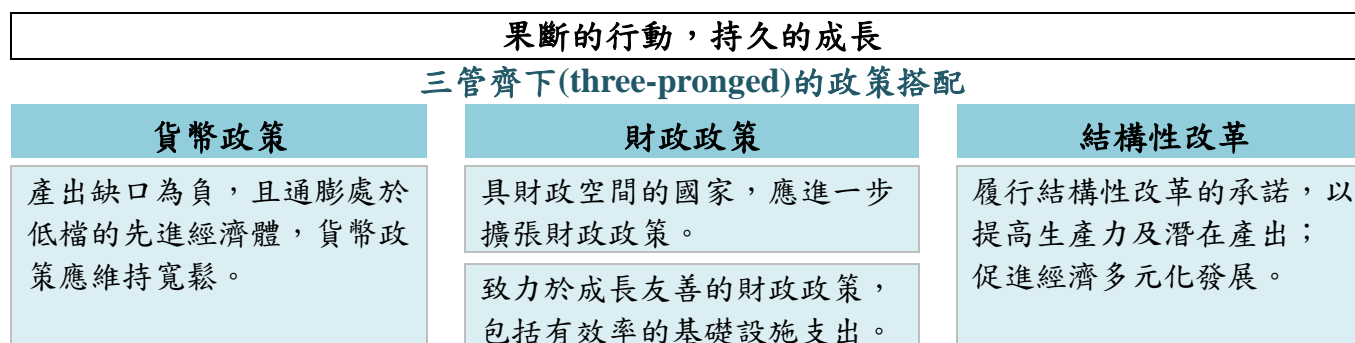 果斷的行動，持久的成長
三管齊下(three-pronged)的政策搭配
貨幣政策
產出缺口為負，且通膨處於
低檔的先進經濟體，貨幣政
策應維持寬鬆。
財政政策
具財政空間的國家，應進一步
擴張財政政策。
致力於成長友善的財政政策，
包括有效率的基礎設施支出。
結構性改革
履行結構性改革的承諾，以
提高生產力及潛在產出；
促進經濟多元化發展。